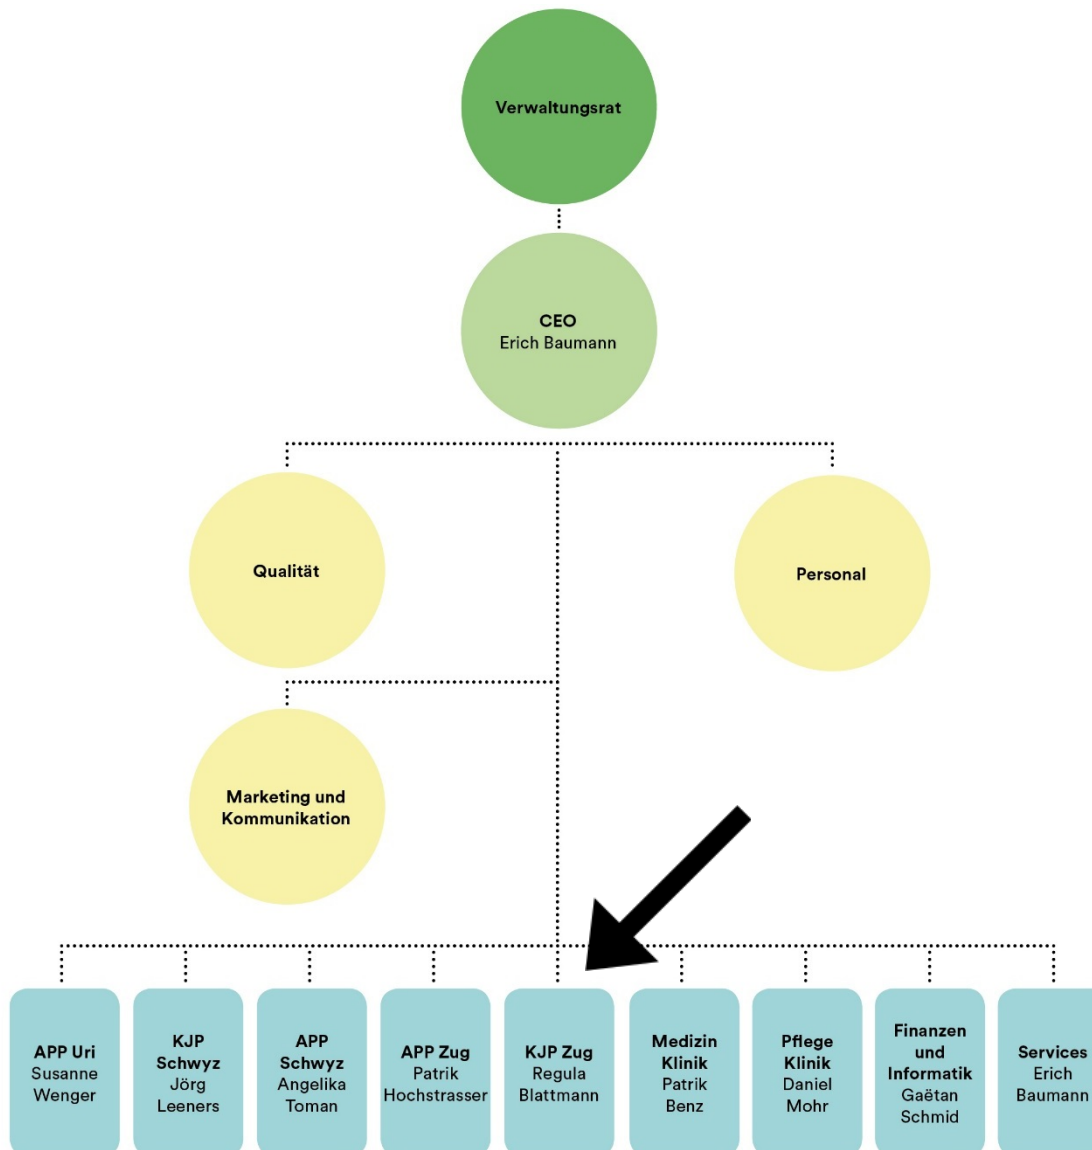 Verwaltungsrat
CEO
Erich Baumann
Qualität
Personal
Marketing und
Kommunikation
APP Uri
Susanne
Wenger
KJP
Schwyz
Jörg
Leeners
APP
Schwyz
Angelika
Toman
APP Zug
Patrik
Hochstrasser
KJP Zug
Regula
Blattmann
Medizin
Klinik
Patrik
Benz
Pflege
Klinik
Daniel
Mohr
Finanzen
und
Informatik
Gaëtan
Schmid
Services
Erich
Baumann